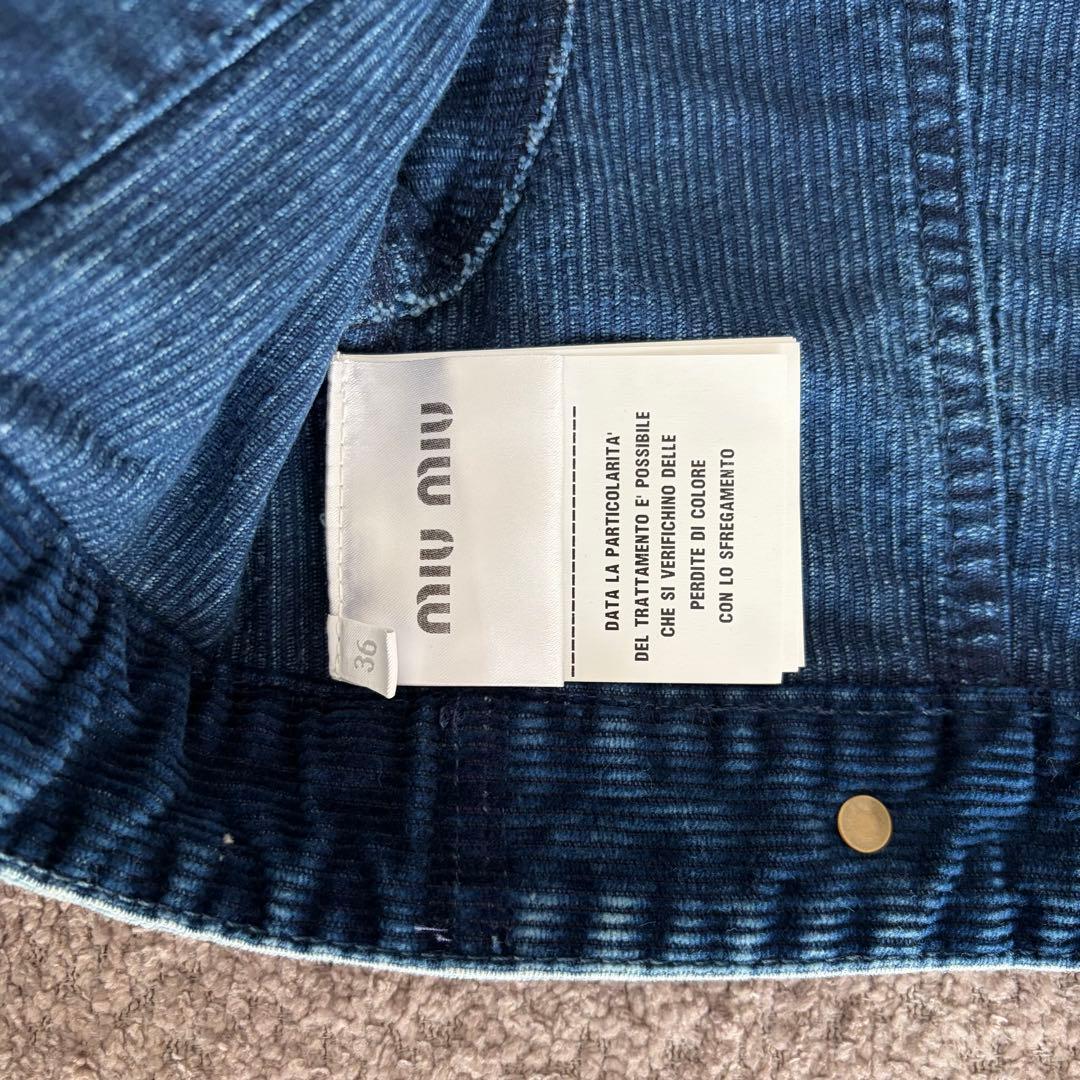 MIU MIU
36
DATA LA PARTICOLARITA'
DEL TRATTAMENTO E' POSSIBILE
CHE SI VERIFICHINO DELLE
PERDITE DI COLORE
CON LO SFREGAMENTO